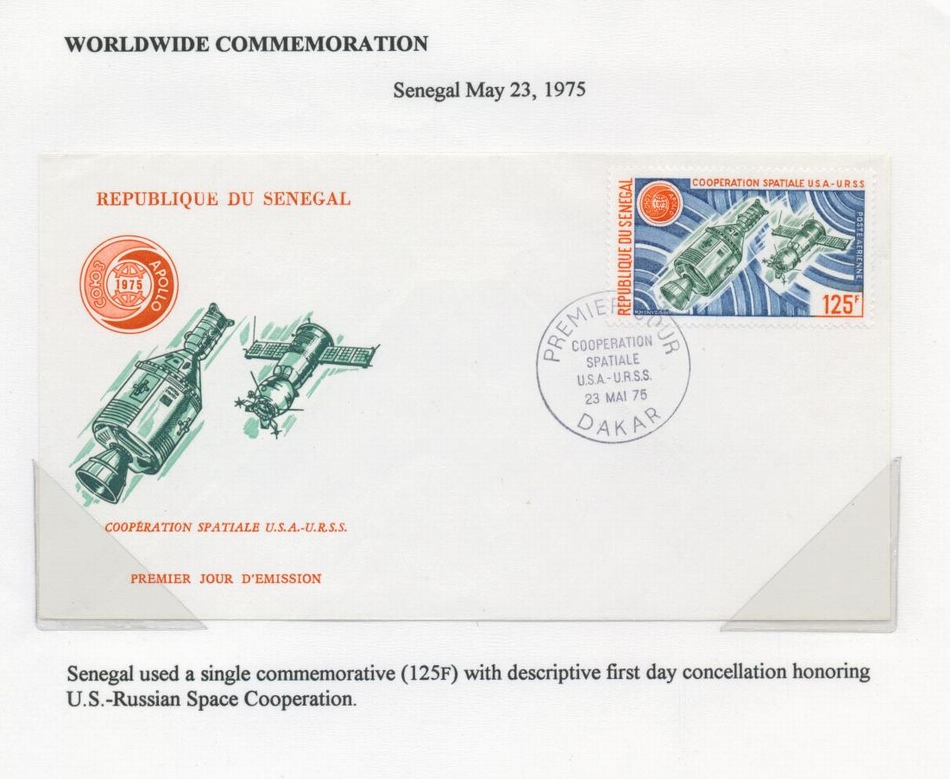 WORLDWIDE COMMEMORATION
Senegal May 23, 1975
REPUBLIQUE DU SENEGAL
СОЮЗ
APOLLO
1975
COOPÉRATION SPATIALE U.S.A.-U.R.S.S.
PREMIER JOUR D'EMISSION
REPUBLIQUE DU SENEGAL
COOPERATION SPATIALE U.S.A-U.R.S.S
APOLLO
POSTE AERIENNE
125F
PREMIER JOUR
COOPERATION
SPATIALE
U.S.A.-U.R.S.S.
23 MAI 75
DAKAR
Senegal used a single commemorative (125F) with descriptive first day concellation honoring
U.S.-Russian Space Cooperation.